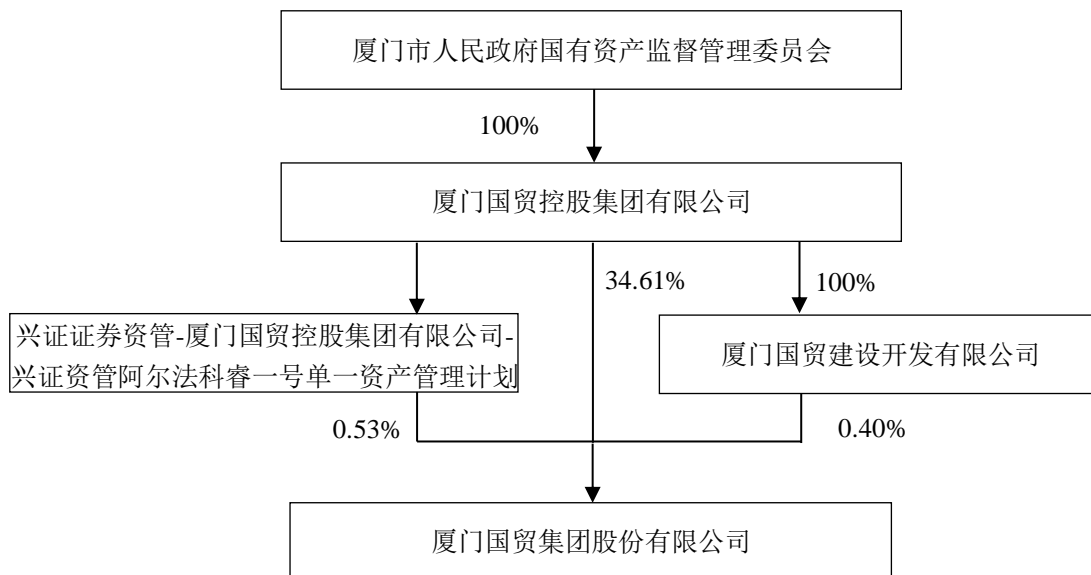 厦门市人民政府国有资产监督管理委员会
100%
厦门国贸控股集团有限公司
34.61%
100%
兴证证券资管-厦门国贸控股集团有限公司-
兴证资管阿尔法科睿一号单一资产管理计划
厦门国贸建设开发有限公司
0.53%
0.40%
厦门国贸集团股份有限公司